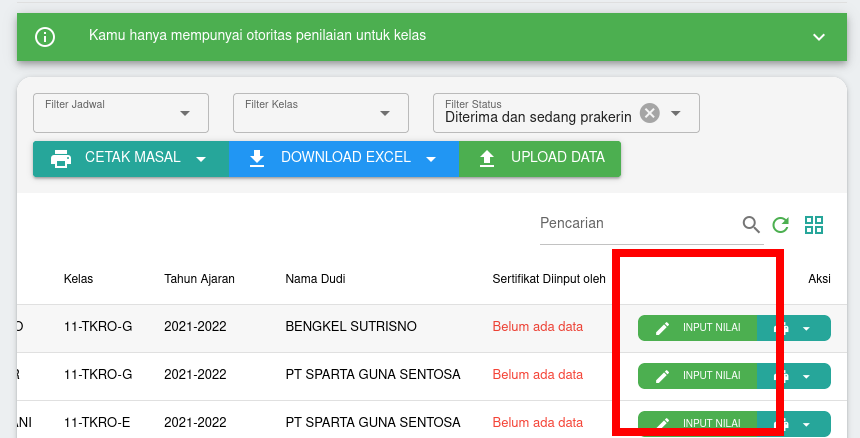 Kamu hanya mempunyai otoritas penilaian untuk kelas
Filter Jadwal
Filter Kelas
Filter Status
Diterima dan sedang prakerin
CETAK MASAL
DOWNLOAD EXCEL
UPLOAD DATA
Pencarian
Kelas Tahun Ajaran Nama Dudi Sertifikat Diinput oleh Aksi
11-TKRO-G 2021-2022 BENGKEL SUTRISNO Belum ada data INPUT NILAI
11-TKRO-G 2021-2022 PT SPARTA GUNA SENTOSA Belum ada data INPUT NILAI
ANI 11-TKRO-E 2021-2022 PT SPARTA GUNA SENTOSA Belum ada data INPUT NILAI